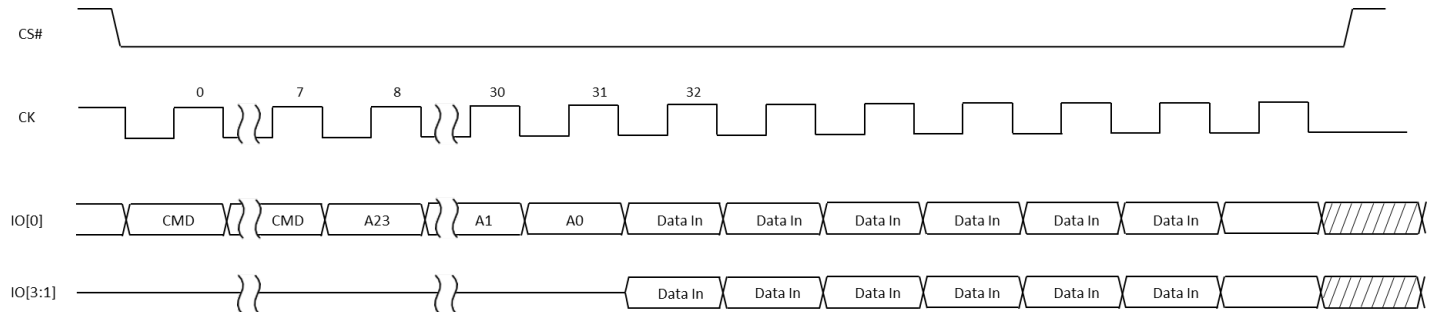 CS#
0 7 8 30 31 32
CK
IO[0] CMD CMD A23 A1 A0 Data In Data In Data In Data In Data In Data In
IO[3:1] Data In Data In Data In Data In Data In Data In